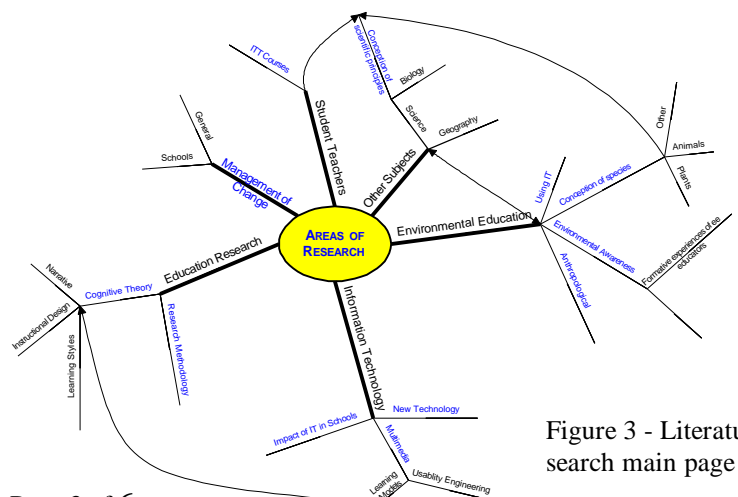 AREAS OF
RESEARCH
Student Teachers
ITT Courses
Other Subjects
Science
Conception of
scientific principles
Biology
Geography
Environmental Education
Using IT
Conception of species
Other
Animals
Plants
Environmental Awareness
Formative experiences of ee
educators
Anthropological
Information Technology
New Technology
Multimedia
Usablity Engineering
Learning
Models
Impact of IT in Schools
Education Research
Research Methodology
Cognitive Theory
Narrative
Instructional Design
Learning Styles
Management of
Change
General
Schools
Figure 3 - Literatu
search main page